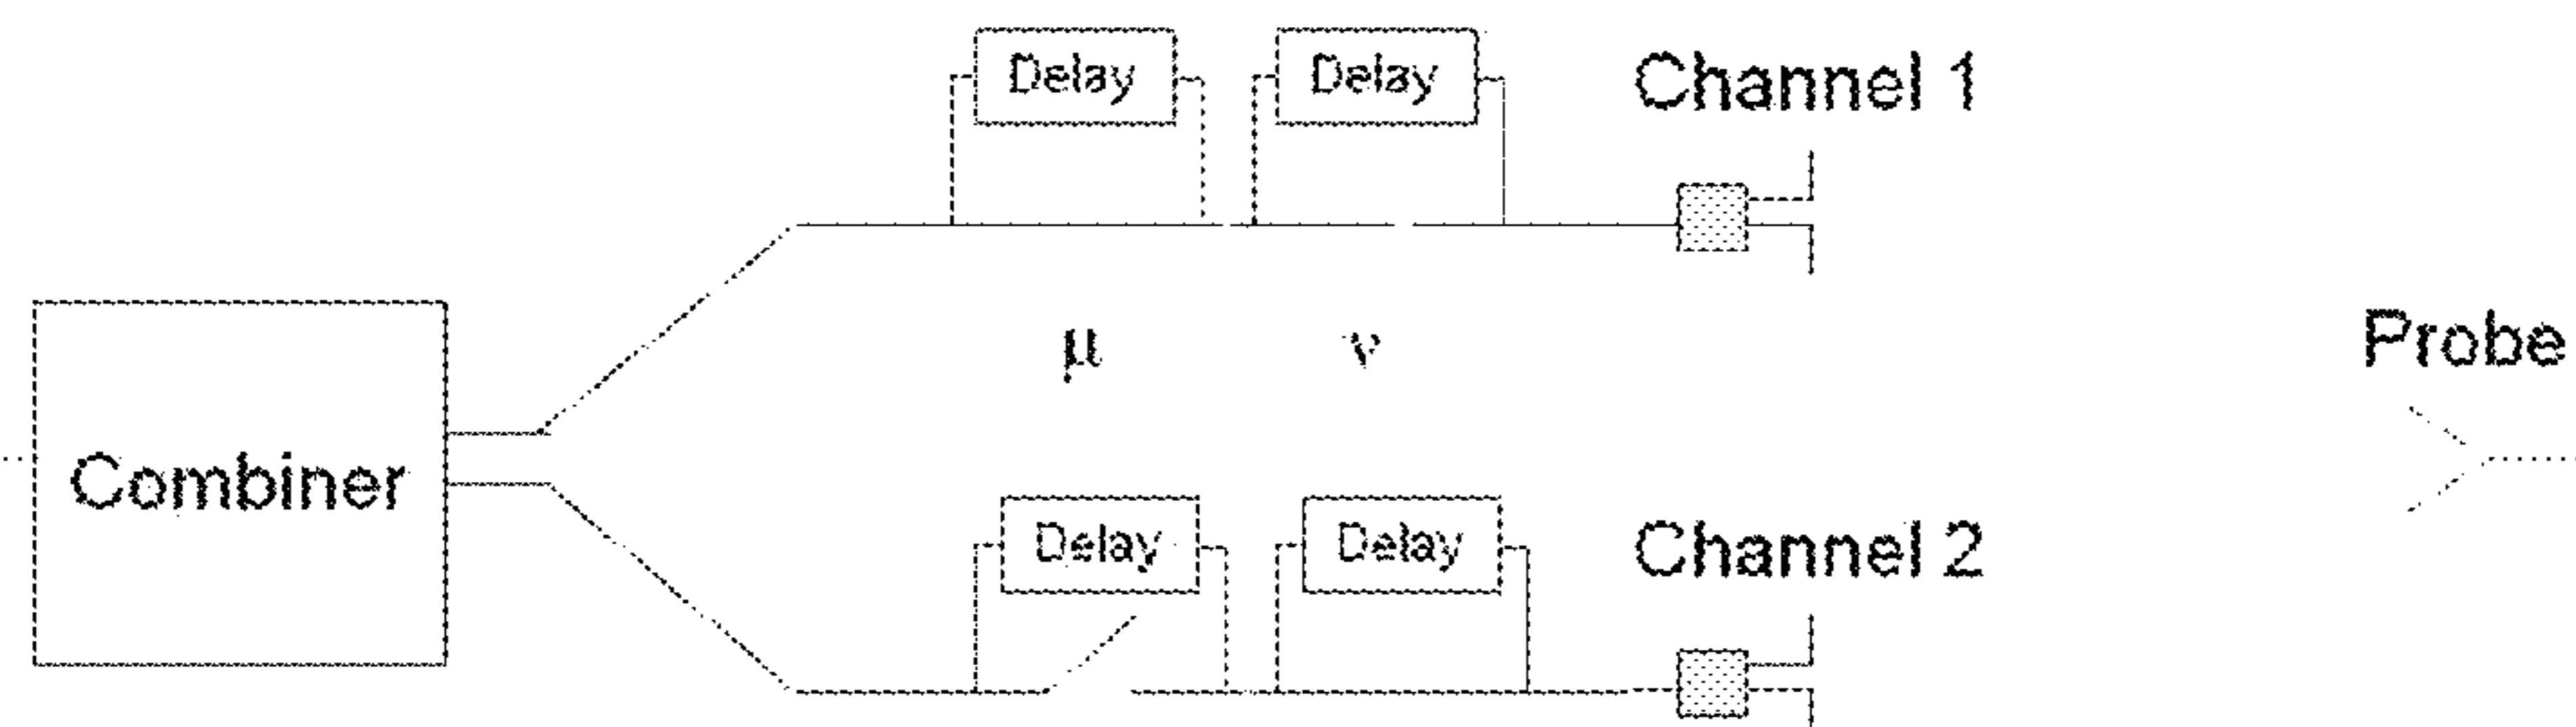 Delay Delay Channel 1
μ ν Probe
Combiner
Delay Delay Channel 2